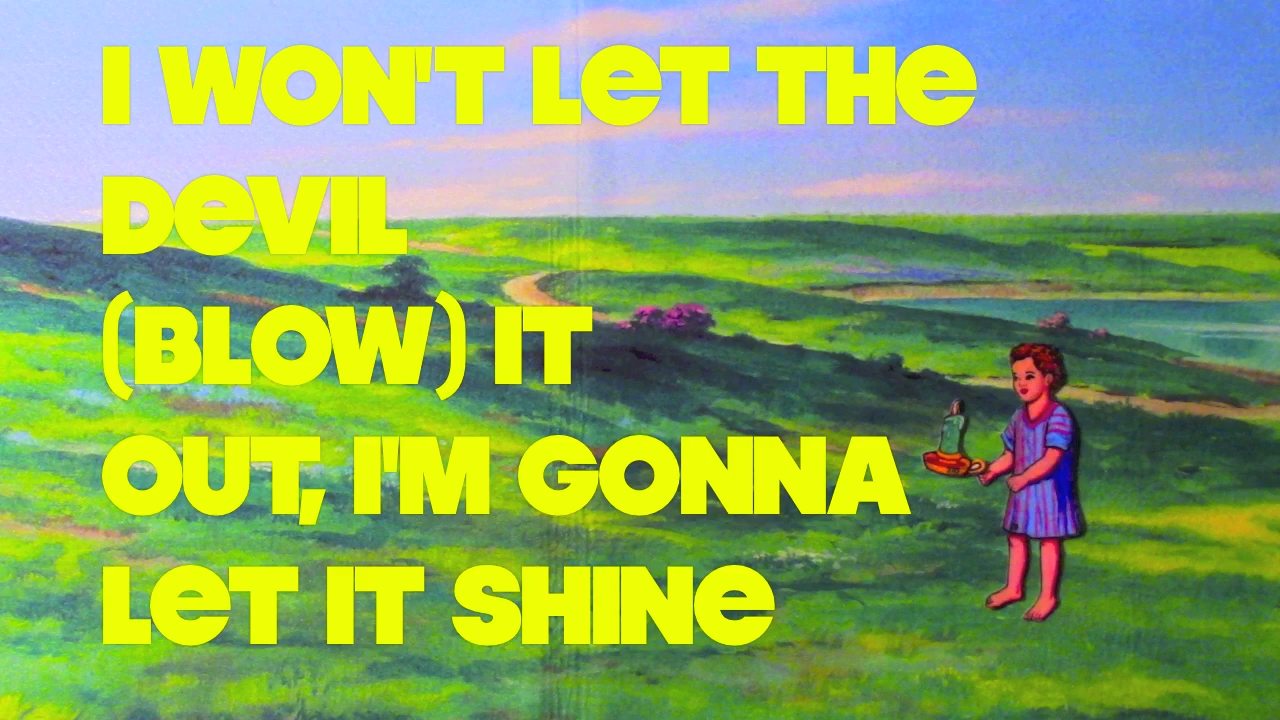 I WON'T LET THE
DEVIL
(BLOW) IT
OUT, I'M GONNA
LET IT SHINE